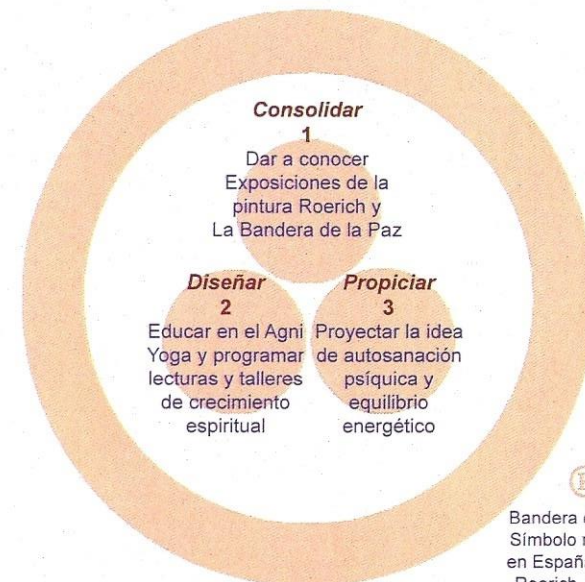 Consolidar
1
Dar a conocer
Exposiciones de la
pintura Roerich y
La Bandera de la Paz
Diseñar
2
Educar en el Agni
Yoga y programar
lecturas y talleres
de crecimiento
espiritual
Propiciar
3
Proyectar la idea
de autosanación
psíquica y
equilibrio
energético
Bandera
Símbolo
en Españ
Roerich